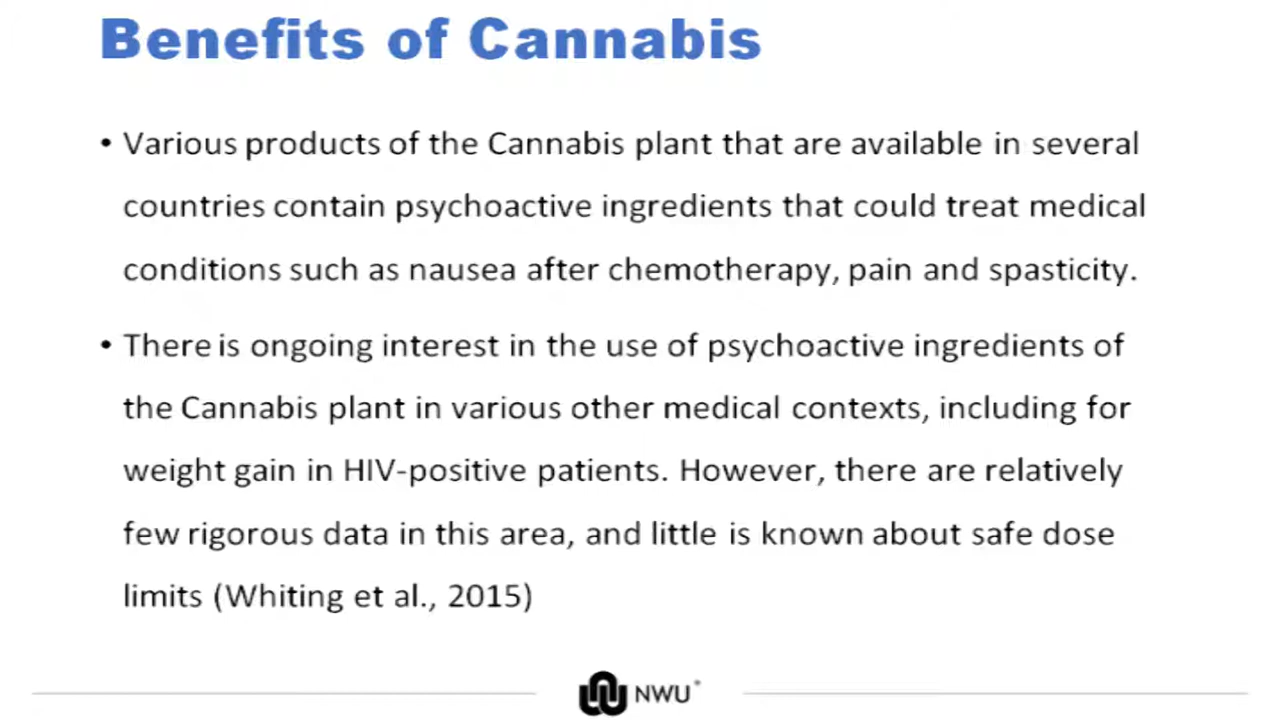 Benefits of Cannabis
• Various products of the Cannabis plant that are available in several
countries contain psychoactive ingredients that could treat medical
conditions such as nausea after chemotherapy, pain and spasticity.
• There is ongoing interest in the use of psychoactive ingredients of
the Cannabis plant in various other medical contexts, including for
weight gain in HIV-positive patients. However, there are relatively
few rigorous data in this area, and little is known about safe dose
limits (Whiting et al., 2015)
NWU®